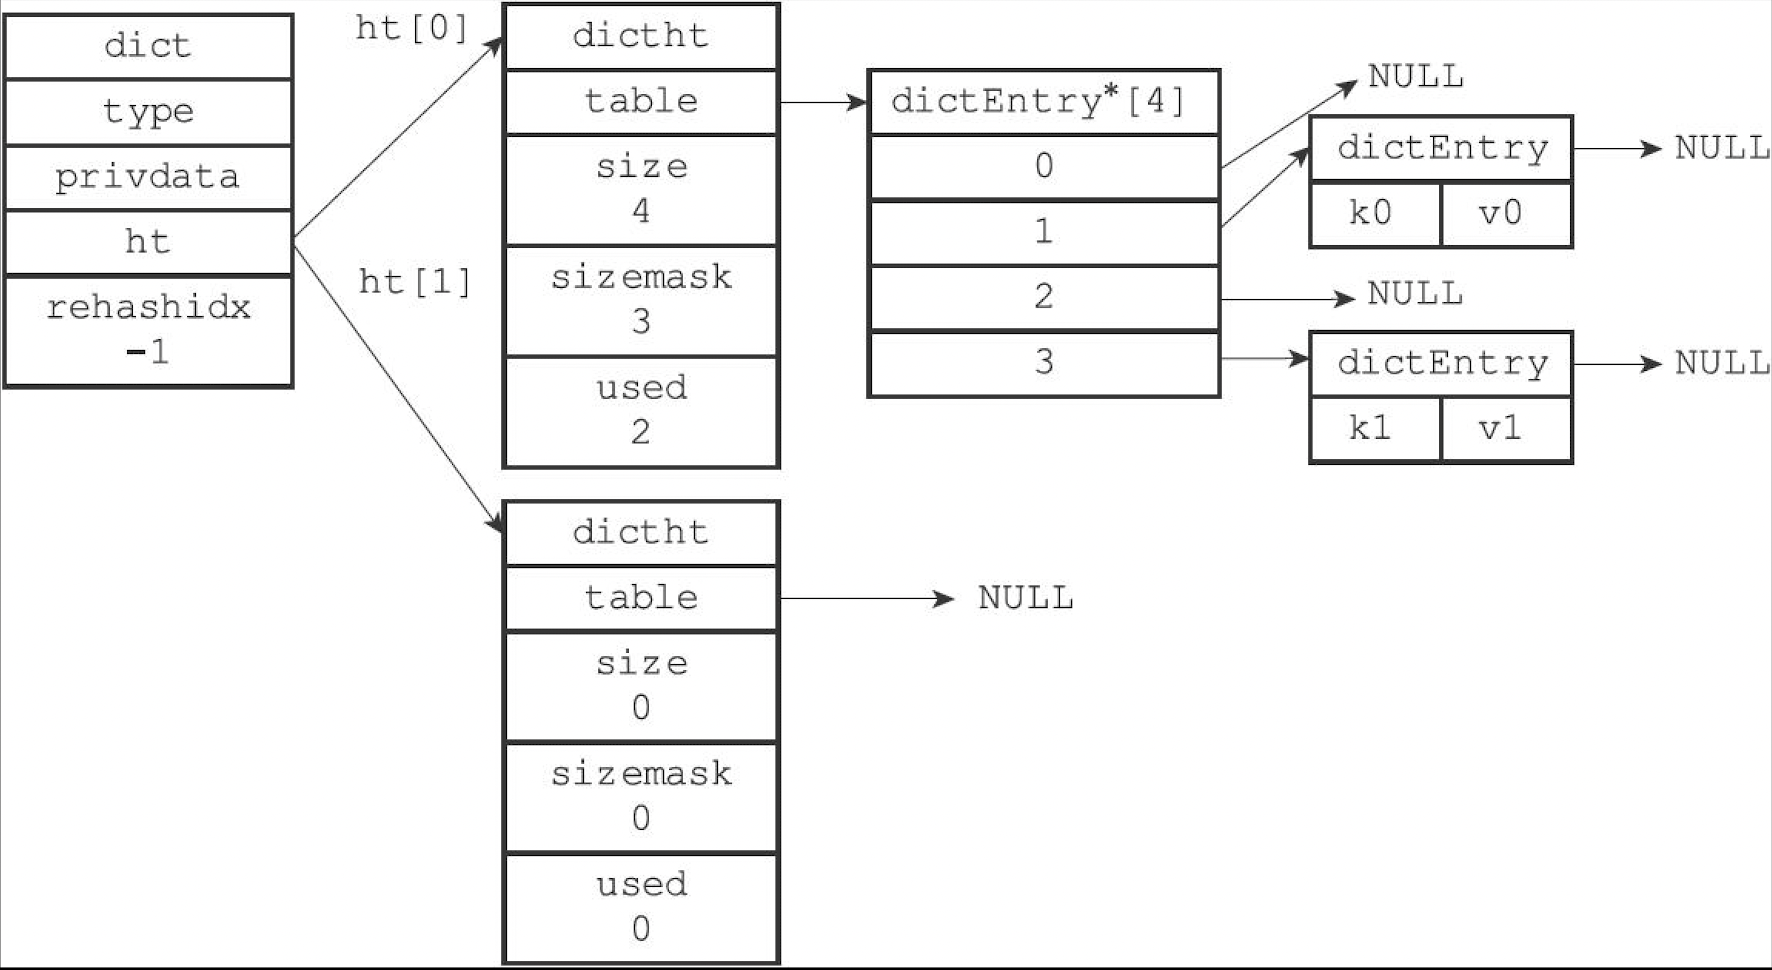 dict
type
privdata
ht
rehashidx
-1
ht[0]
ht[1]
dictht
table
size
4
sizemask
3
used
2
dictEntry*[4]
0
1
2
3
NULL
dictEntry
k0 v0
NULL
NULL
dictEntry
k1 v1
NULL
dictht
table
size
0
sizemask
0
used
0
NULL